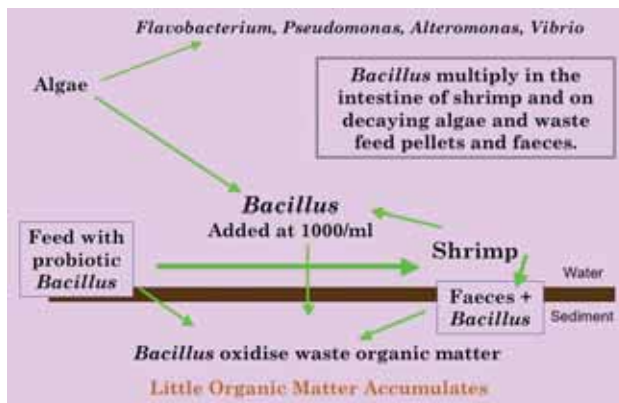 Flavobacterium, Pseudomonas, Alteromonas, Vibrio
Algae
Bacillus multiply in the
intestine of shrimp and on
decaying algae and waste
feed pellets and faeces.
Bacillus
Added at 1000/ml
Feed with
probiotic
Bacillus
Shrimp
Water
Faeces +
Bacillus
Sediment
Bacillus oxidise waste organic matter
Little Organic Matter Accumulates